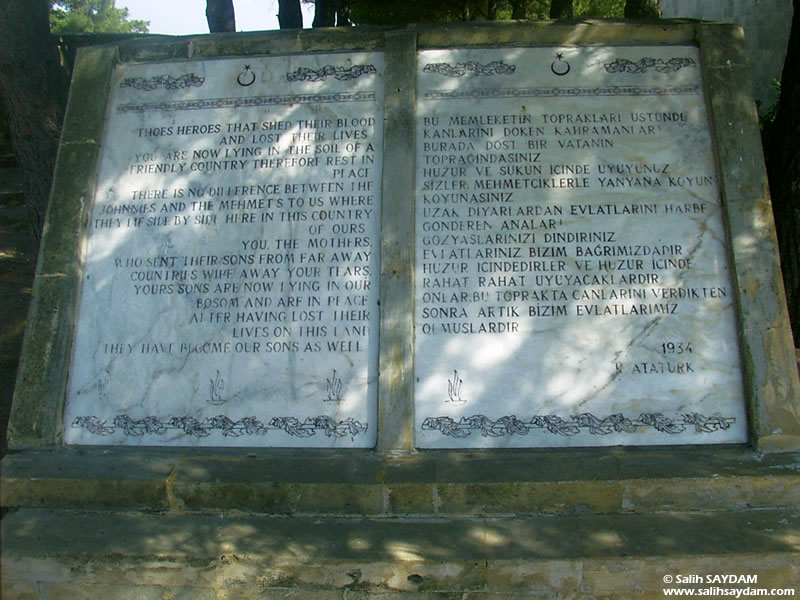 THOES HEROES THAT SHED THEIR BLOOD
AND LOST THEIR LIVES
YOU ARE NOW LYING IN THE SOIL OF A
FRIENDLY COUNTRY THEREFORE REST IN
PEACE
THERE IS NO DIFFERENCE BETWEEN THE
JOHNNIES AND THE MEHMETS TO US WHERE
THEY LIE SIDE BY SIDE HERE IN THIS COUNTRY
OF OURS.
YOU, THE MOTHERS,
WHO SENT THEIR SONS FROM FAR AWAY
COUNTRIES WIPE AWAY YOUR TEARS,
YOURS SONS ARE NOW LYING IN OUR
BOSOM AND ARE IN PEACE
AFTER HAVING LOST THEIR
LIVES ON THIS LAND
THEY HAVE BECOME OUR SONS AS WELL
BU MEMLEKETİN TOPRAKLARI ÜSTÜNDE
KANLARINI DÖKEN KAHRAMANLAR!
BURADA DOST BİR VATANIN
TOPRAĞINDASINIZ
HUZUR VE SÜKUN İÇİNDE UYUYUNUZ
SİZLER, MEHMETÇİKLERLE YANYANA KOYUN
KOYUNASINIZ
UZAK DİYARLARDAN EVLATLARINI HARBE
GÖNDEREN ANALAR!
GÖZYAŞLARINIZI DİNDİRİNİZ
EVLATLARINIZ BİZİM BAĞRIMIZDADIR
HUZUR İÇİNDEDİRLER VE HUZUR İÇİNDE
RAHAT RAHAT UYUYACAKLARDIR
ONLAR, BU TOPRAKTA CANLARINI VERDİKTEN
SONRA ARTIK BİZİM EVLATLARIMIZ
OLMUŞLARDIR
1934
K. ATATÜRK
© Salih SAYDAM
www.salihsaydam.com